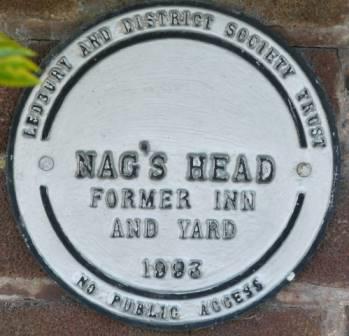 LEDBURY AND DISTRICT SOCIETY TRUST
NAG'S HEAD
FORMER INN
AND YARD
1993
NO PUBLIC ACCESS